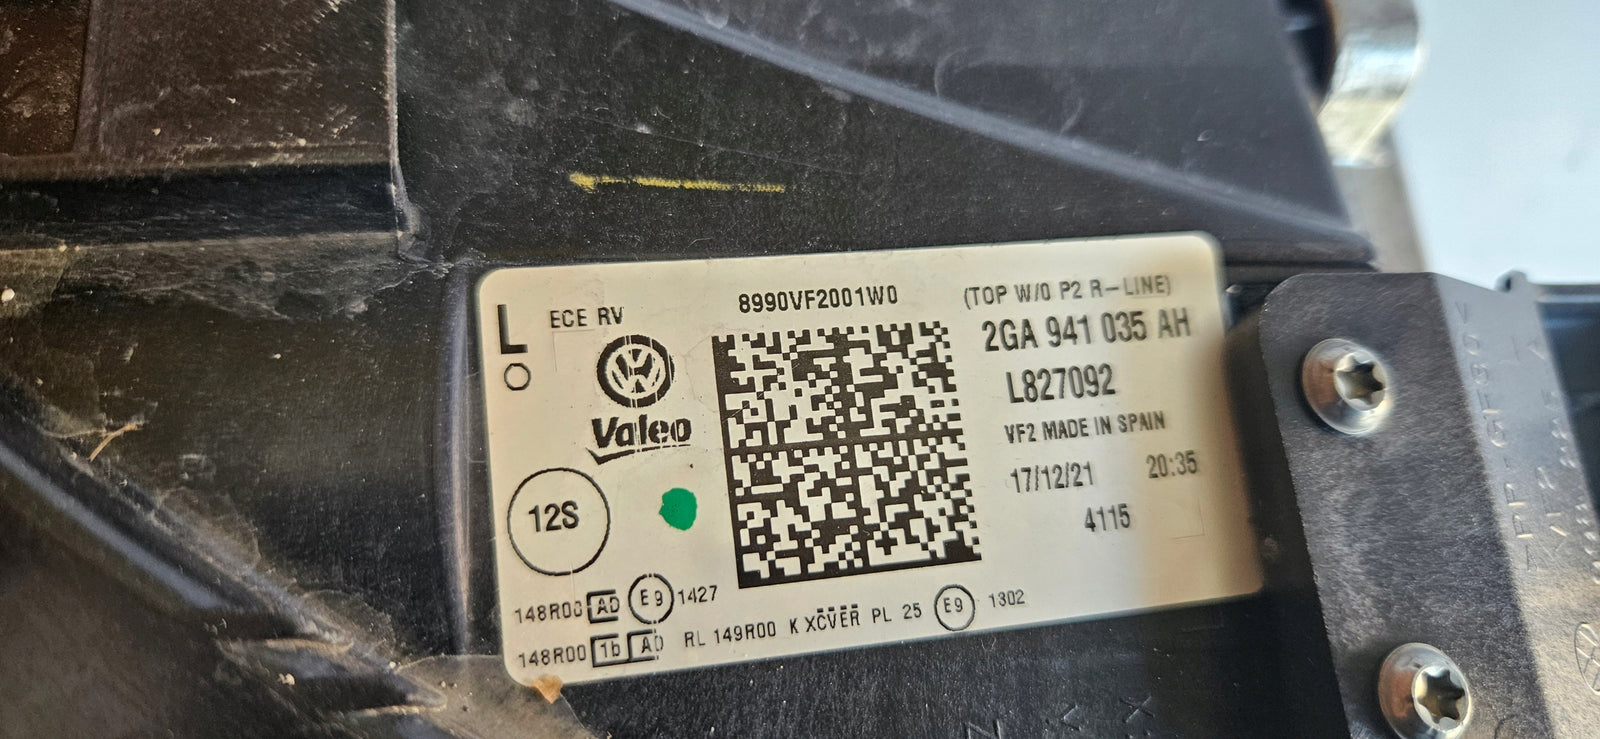 L
ECE RV
8990VF2001W0
(TOP W/O P2 R-LINE)
2GA 941 035 AH
L827092
Valeo
VF2 MADE IN SPAIN
17/12/21 20:35
4115
12S
148R00 AD E9 1427
148R00 1b AD RL 149R00 K XCVER PL 25 E9 1302